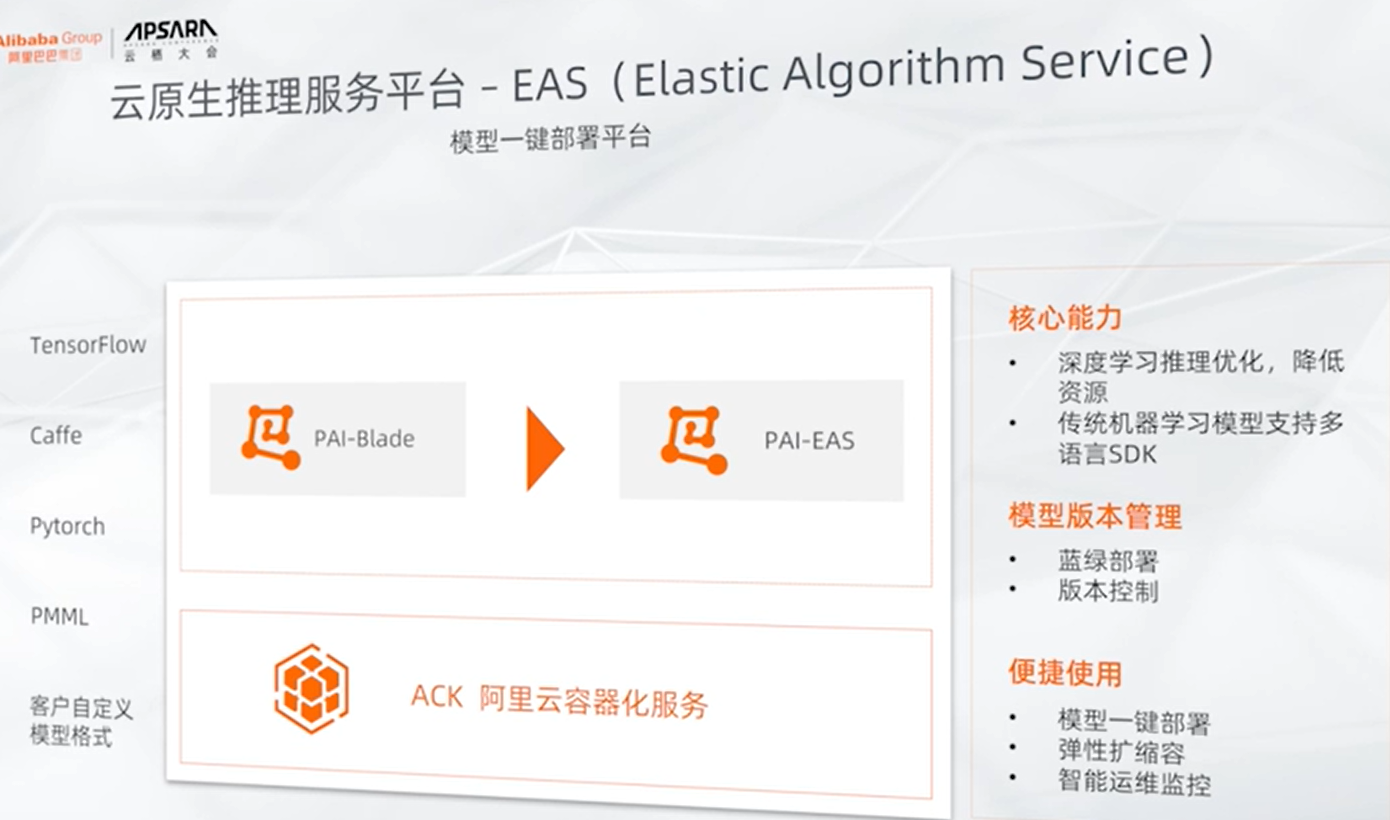 Alibaba Group
阿里巴巴集团
APSARA
云栖大会
云原生推理服务平台 – EAS（Elastic Algorithm Service）
模型一键部署平台
TensorFlow
Caffe
Pytorch
PMML
客户自定义
模型格式
PAI-Blade
PAI-EAS
ACK 阿里云容器化服务
核心能力
• 深度学习推理优化，降低
资源
• 传统机器学习模型支持多
语言SDK
模型版本管理
• 蓝绿部署
• 版本控制
便捷使用
• 模型一键部署
• 弹性扩缩容
• 智能运维监控